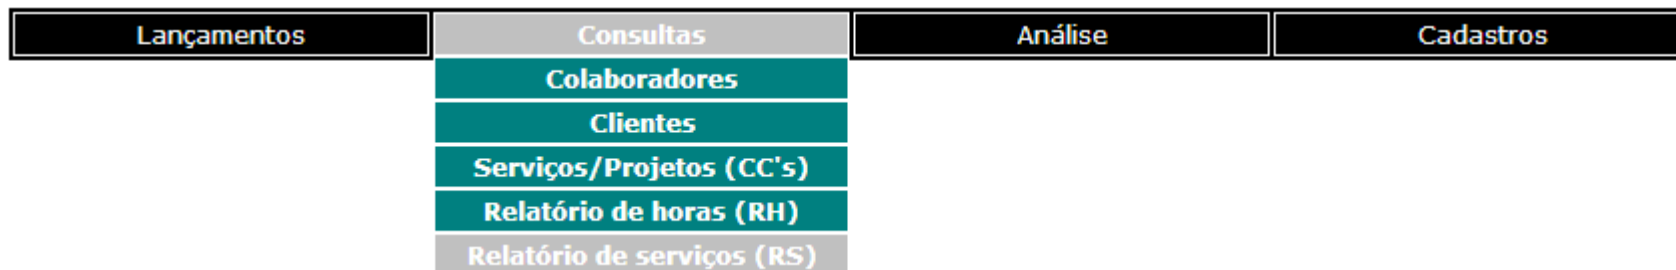 Lançamentos Consultas Análise Cadastros
Colaboradores
Clientes
Serviços/Projetos (CC's)
Relatório de horas (RH)
Relatório de serviços (RS)